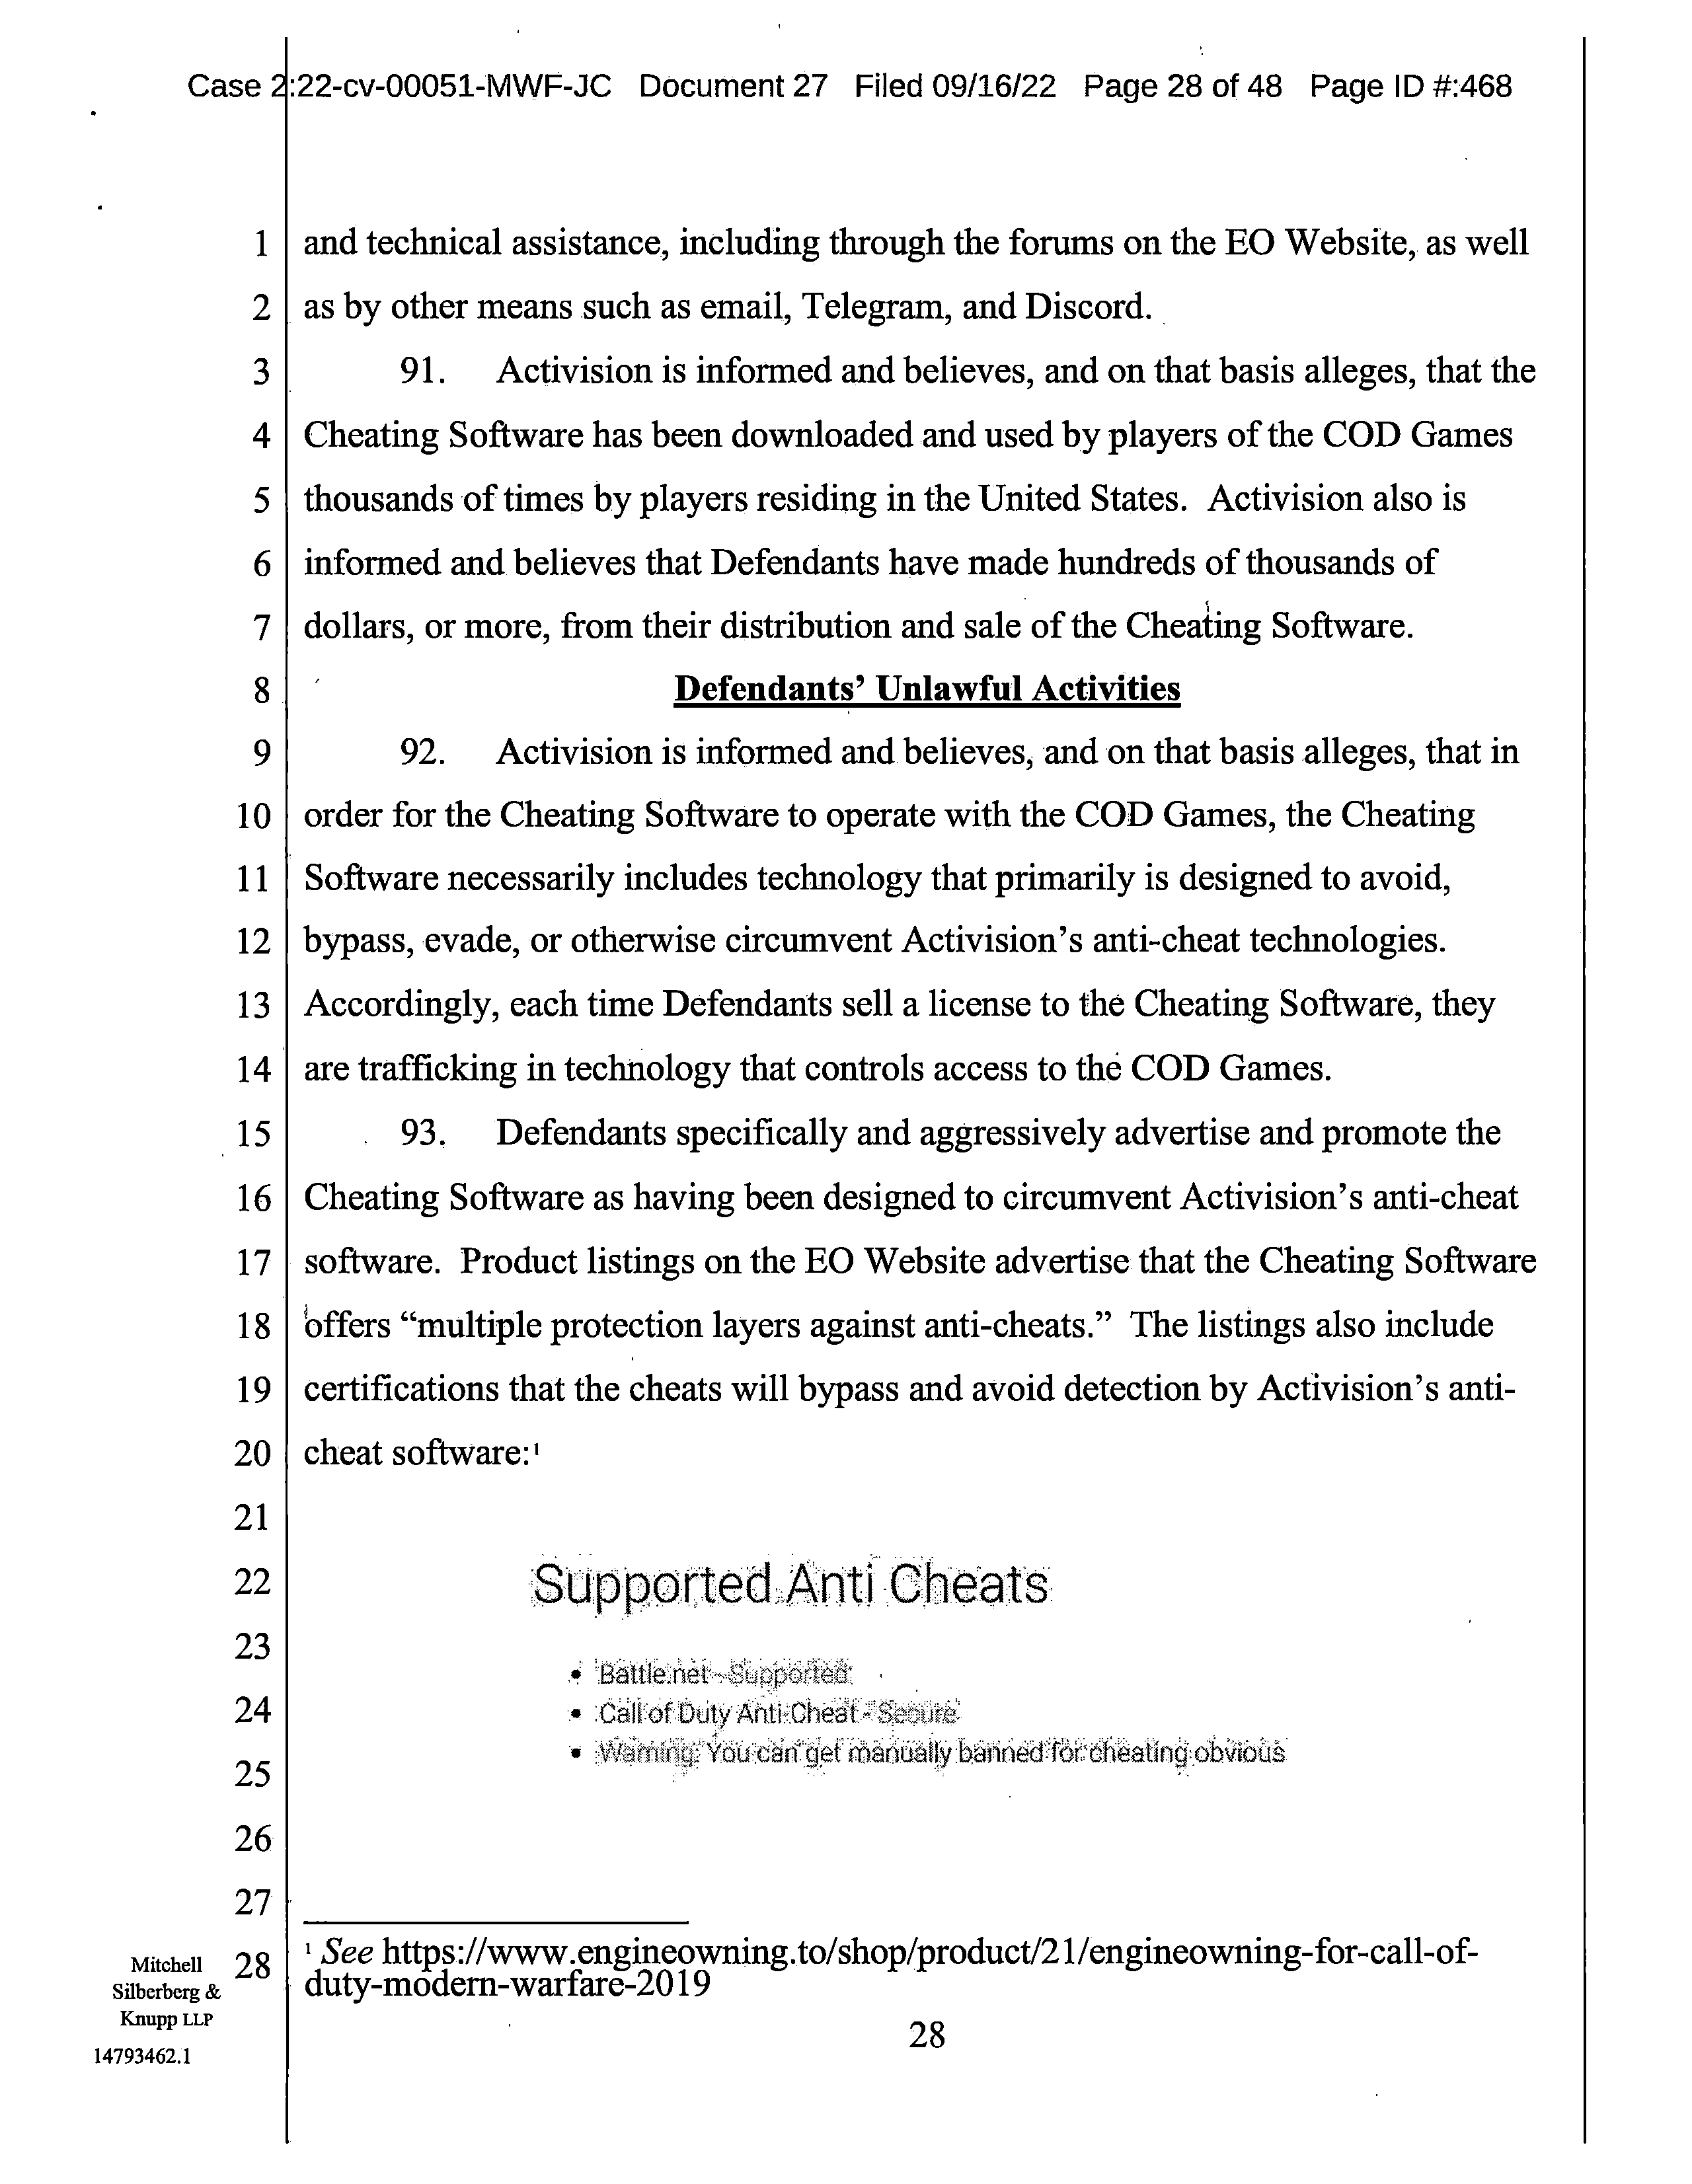 Case 2:22-cv-00051-MWF-JC Document 27 Filed 09/16/22 Page 28 of 48 Page ID #:468
1 and technical assistance, including through the forums on the EO Website, as well
2 as by other means such as email, Telegram, and Discord.
3 91. Activision is informed and believes, and on that basis alleges, that the
4 Cheating Software has been downloaded and used by players of the COD Games
5 thousands of times by players residing in the United States. Activision also is
6 informed and believes that Defendants have made hundreds of thousands of
7 dollars, or more, from their distribution and sale of the Cheating Software.
8 Defendants’ Unlawful Activities
9 92. Activision is informed and believes, and on that basis alleges, that in
10 order for the Cheating Software to operate with the COD Games, the Cheating
11 Software necessarily includes technology that primarily is designed to avoid,
12 bypass, evade, or otherwise circumvent Activision’s anti-cheat technologies.
13 Accordingly, each time Defendants sell a license to the Cheating Software, they
14 are trafficking in technology that controls access to the COD Games.
15 93. Defendants specifically and aggressively advertise and promote the
16 Cheating Software as having been designed to circumvent Activision’s anti-cheat
17 software. Product listings on the EO Website advertise that the Cheating Software
18 offers “multiple protection layers against anti-cheats.” The listings also include
19 certifications that the cheats will bypass and avoid detection by Activision’s anti-
20 cheat software:¹
21
22 Supported Anti Cheats
23 • Battle.net - Supported
24 • Call of Duty Anti-Cheat - Secure
25 • Warning: You can get manually banned for cheating obvious
26
27
28 ¹ See https://www.engineowning.to/shop/product/21/engineowning-for-call-of-
duty-modern-warfare-2019
Mitchell
Silberberg &
Knupp LLP
14793462.1
28